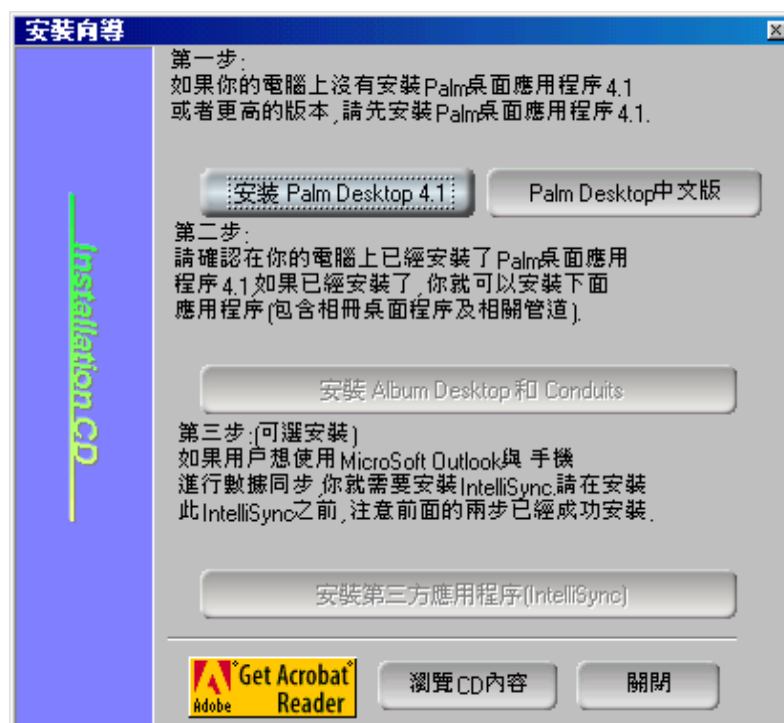 安裝向導
第一步:
如果你的電腦上沒有安裝Palm桌面應用程序4.1
或者更高的版本,請先安裝Palm桌面應用程序4.1.
安装 Palm Desktop 4.1
Palm Desktop中文版
第二步:
請確認在你的電腦上已經安裝了Palm桌面應用
程序4.1,如果已經安裝了,你就可以安裝下面
應用程序(包含相冊桌面程序及相關管道).
安裝 Album Desktop 和 Conduits
第三步:(可選安裝)
如果用户想使用MicroSoft Outlook與 手機
進行數據同步,你就需要安裝IntelliSync.請在安裝
此IntelliSync之前,注意前面的兩步已經成功安裝.
安裝第三方應用程序(IntelliSync)
Installation CD
Get Acrobat
Adobe Reader
瀏覽CD內容
關閉